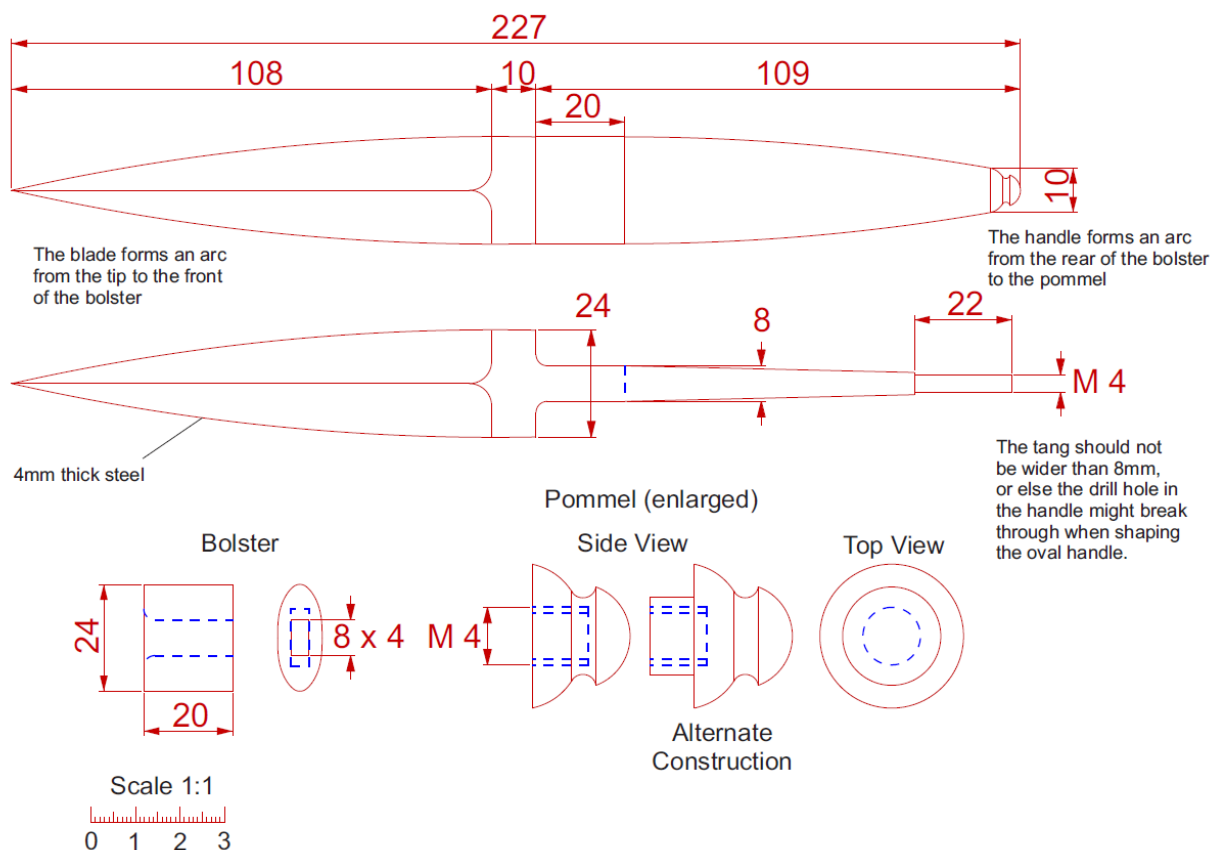 227
108
10
109
20
10
The blade forms an arc
from the tip to the front
of the bolster
The handle forms an arc
from the rear of the bolster
to the pommel
24
8
22
M 4
4mm thick steel
The tang should not
be wider than 8mm,
or else the drill hole in
the handle might break
through when shaping
the oval handle.
Pommel (enlarged)
Bolster
Side View
Top View
24
8 x 4
M 4
20
Alternate
Construction
Scale 1:1
0 1 2 3